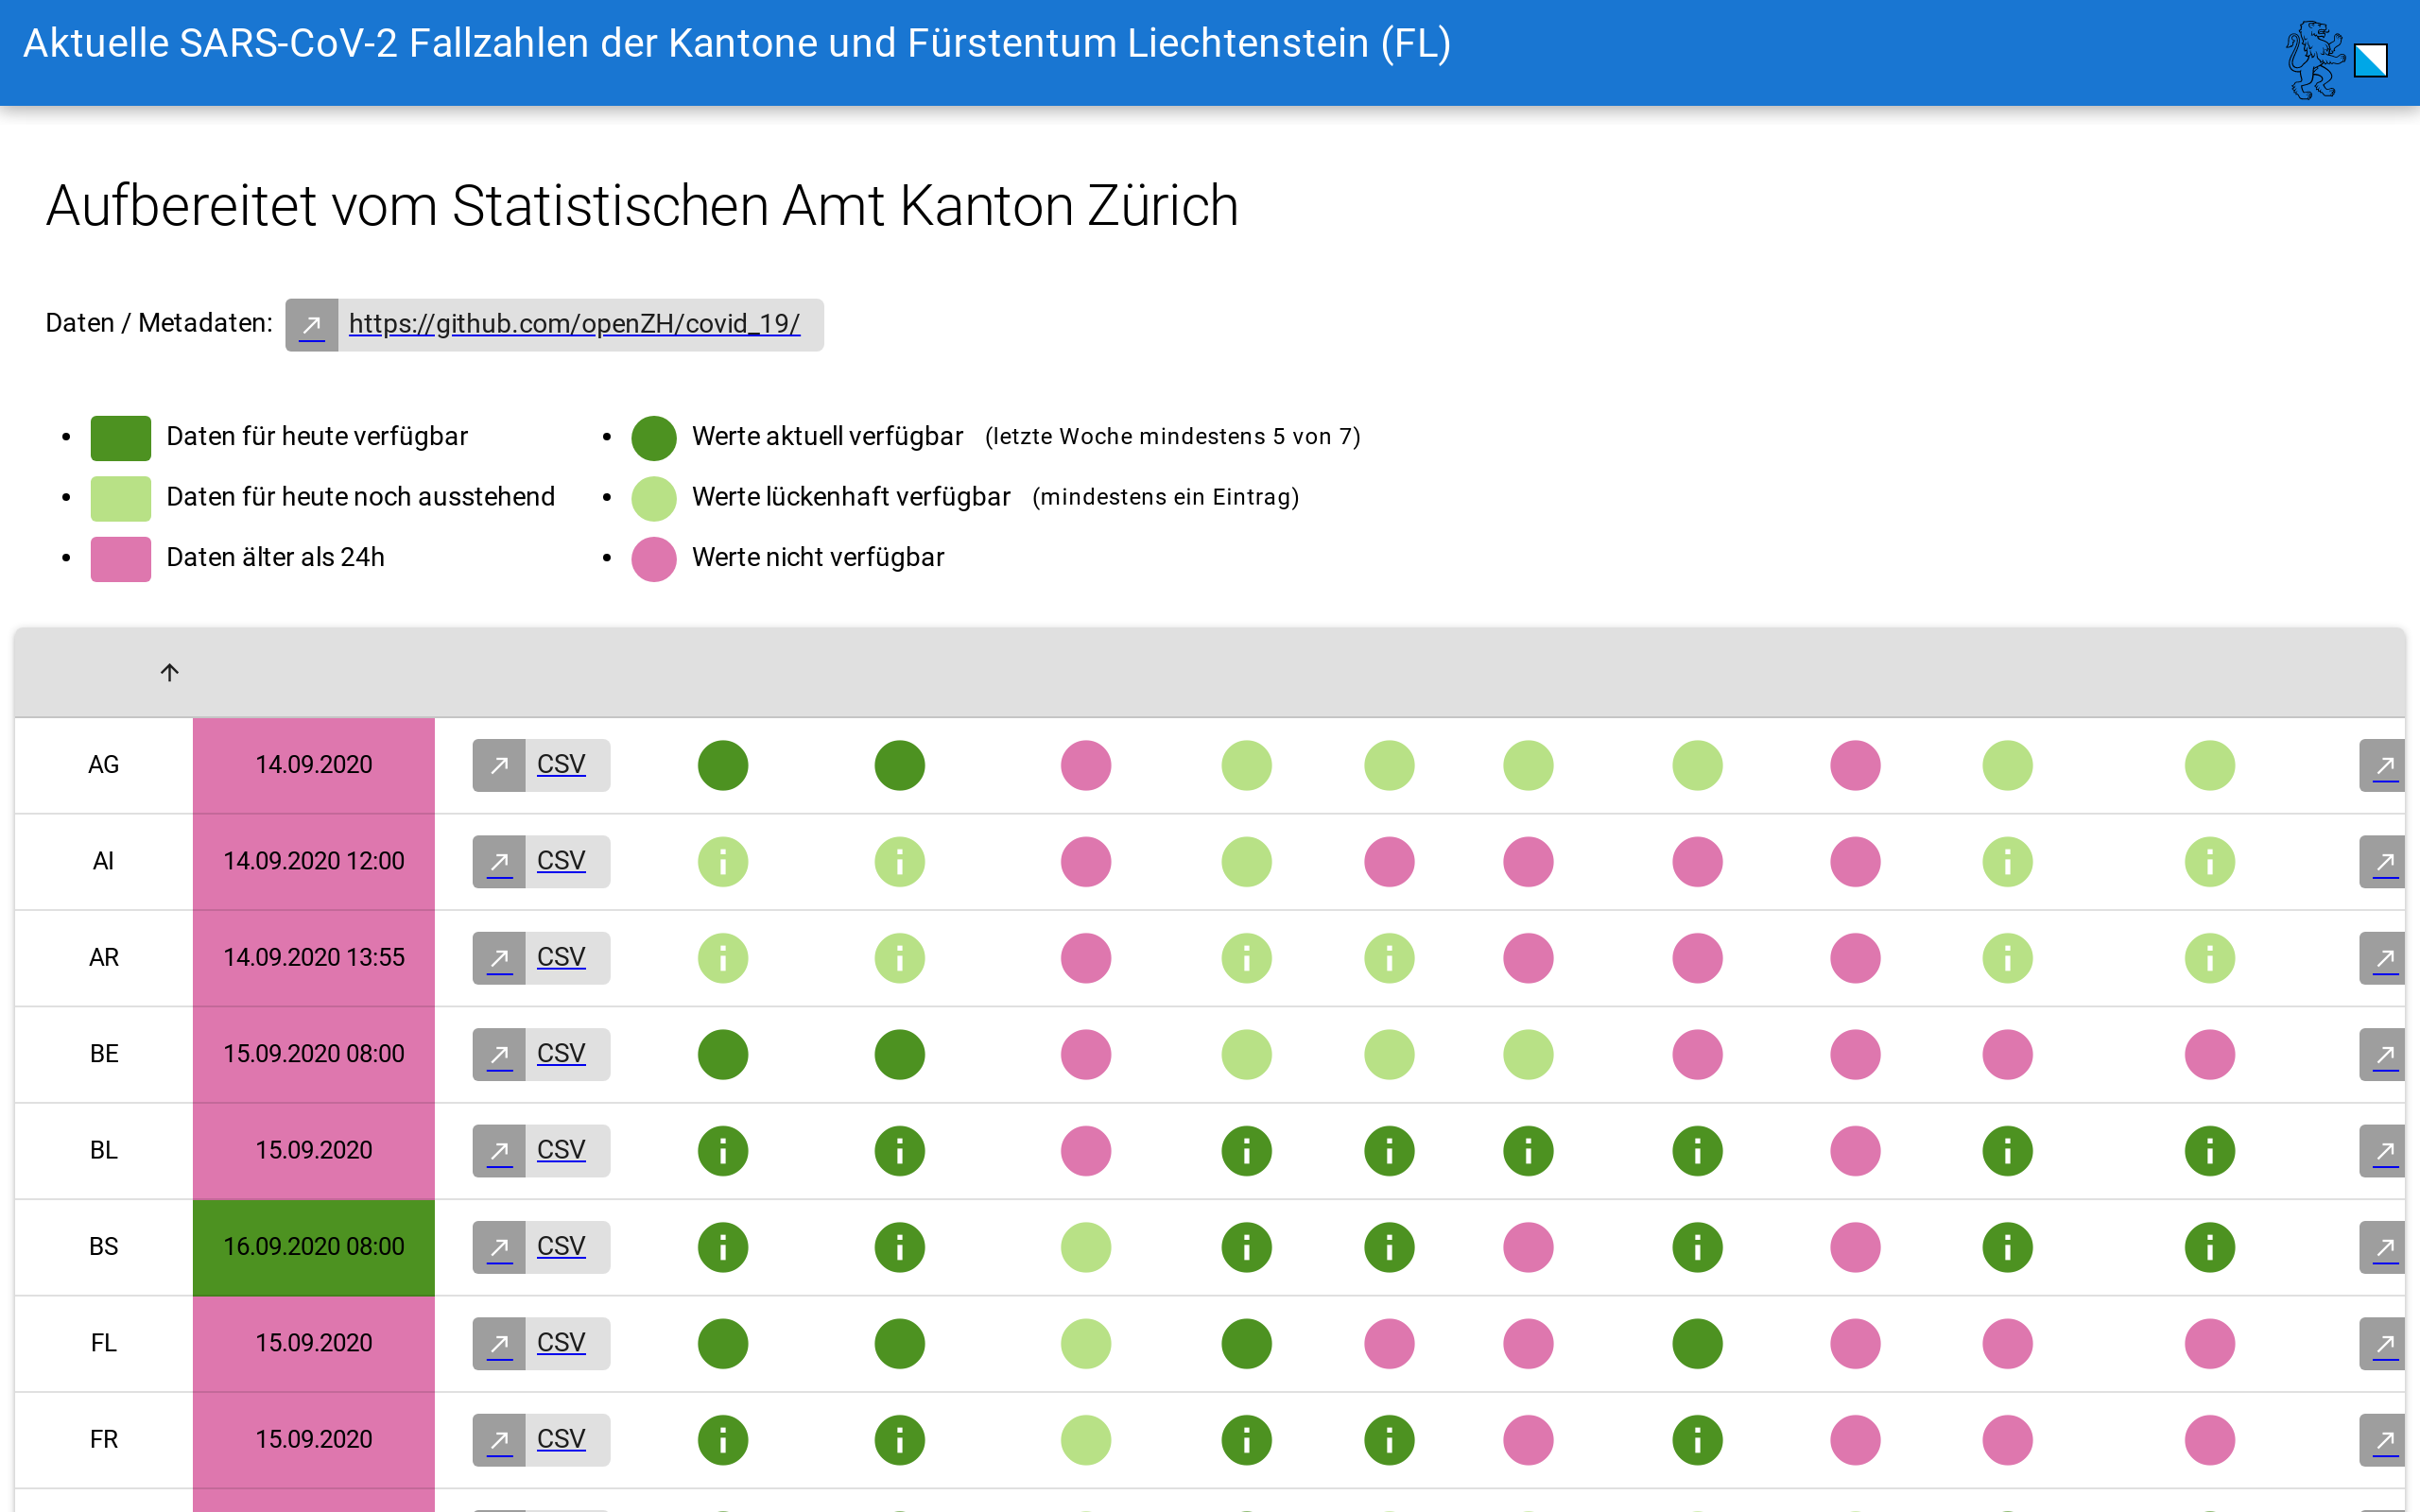 Aktuelle SARS-CoV-2 Fallzahlen der Kantone und Fürstentum Liechtenstein (FL)
Aufbereitet vom Statistischen Amt Kanton Zürich
Daten / Metadaten: https://github.com/openZH/covid_19/
Daten für heute verfügbar
Daten für heute noch ausstehend
Daten älter als 24h
Werte aktuell verfügbar (letzte Woche mindestens 5 von 7)
Werte lückenhaft verfügbar (mindestens ein Eintrag)
Werte nicht verfügbar
AG 14.09.2020 CSV
AI 14.09.2020 12:00 CSV
AR 14.09.2020 13:55 CSV
BE 15.09.2020 08:00 CSV
BL 15.09.2020 CSV
BS 16.09.2020 08:00 CSV
FL 15.09.2020 CSV
FR 15.09.2020 CSV